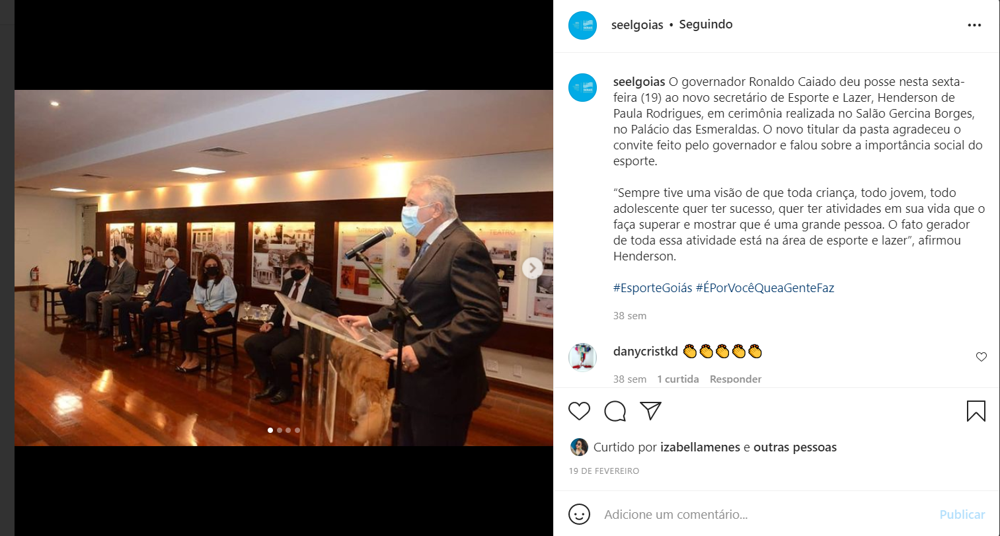 seelgoias • Seguindo
seelgoias O governador Ronaldo Caiado deu posse nesta sexta-
feira (19) ao novo secretário de Esporte e Lazer, Henderson de
Paula Rodrigues, em cerimônia realizada no Salão Gercina Borges,
no Palácio das Esmeraldas. O novo titular da pasta agradeceu o
convite feito pelo governador e falou sobre a importância social do
esporte.
“Sempre tive uma visão de que toda criança, todo jovem, todo
adolescente quer ter sucesso, quer ter atividades em sua vida que o
faça superar e mostrar que é uma grande pessoa. O fato gerador
de toda essa atividade está na área de esporte e lazer”, afirmou
Henderson.
#EsporteGoiás #ÉPorVocêQueaGenteFaz
38 sem
danycristkd 👏👏👏👏👏
38 sem 1 curtida Responder
Curtido por izabellamenes e outras pessoas
19 DE FEVEREIRO
Adicione um comentário... Publicar
TEATRO